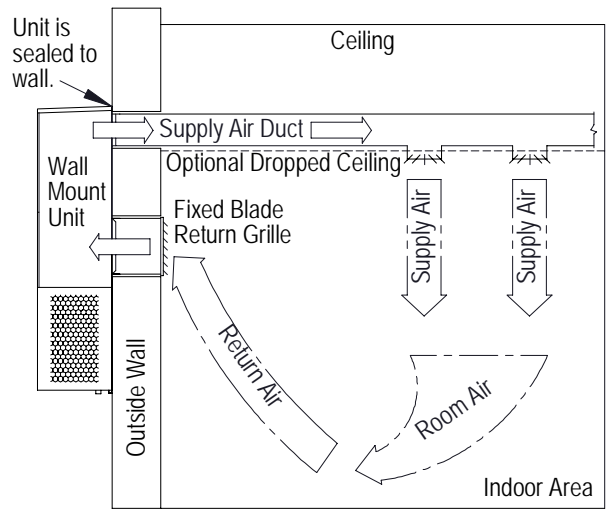 Unit is
sealed to
wall.
Ceiling
Supply Air Duct
Optional Dropped Ceiling
Wall
Mount
Unit
Fixed Blade
Return Grille
Supply Air
Supply Air
Return Air
Room Air
Outside Wall
Indoor Area